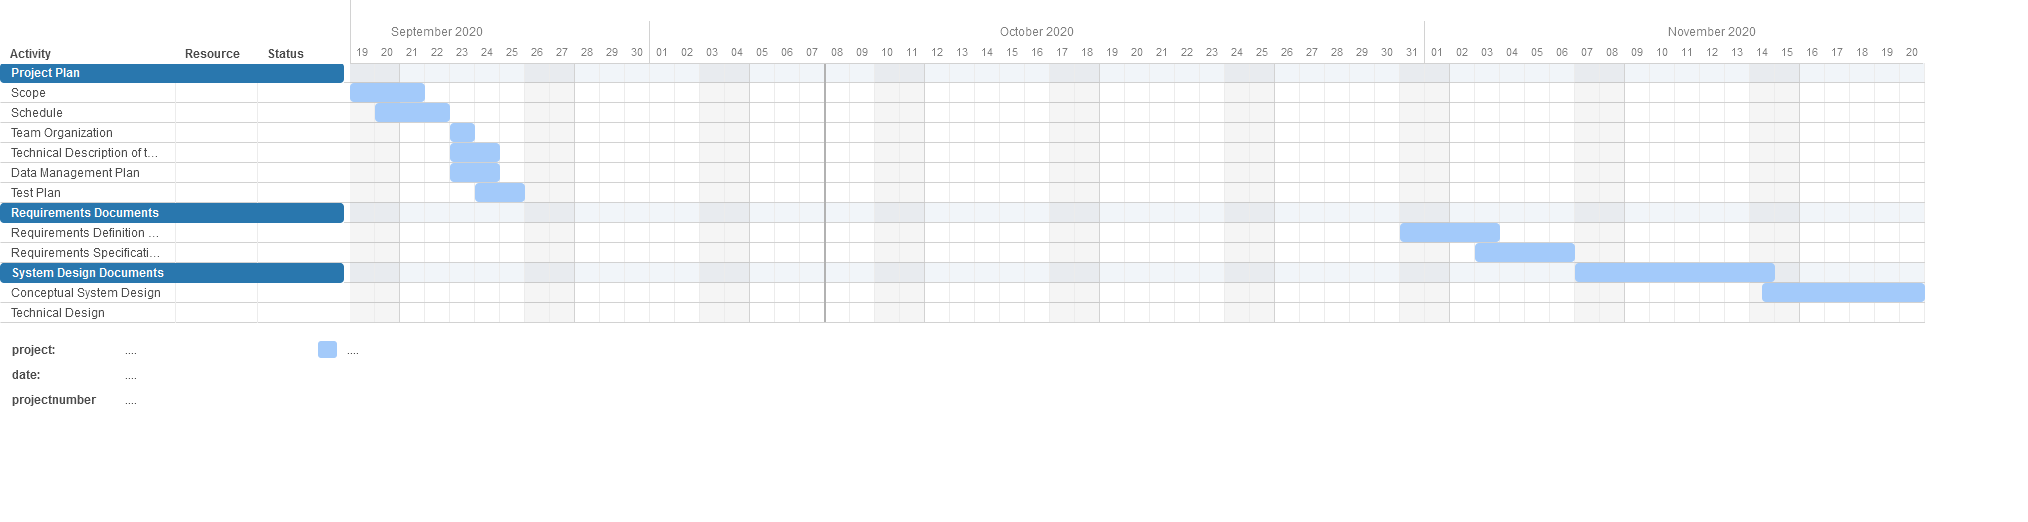 September 2020 October 2020 November 2020
Activity Resource Status 19 20 21 22 23 24 25 26 27 28 29 30 01 02 03 04 05 06 07 08 09 10 11 12 13 14 15 16 17 18 19 20 21 22 23 24 25 26 27 28 29 30 31 01 02 03 04 05 06 07 08 09 10 11 12 13 14 15 16 17 18 19 20
Project Plan
Scope
Schedule
Team Organization
Technical Description of t...
Data Management Plan
Test Plan
Requirements Documents
Requirements Definition ...
Requirements Specificati...
System Design Documents
Conceptual System Design
Technical Design
project: .... ....
date: ....
projectnumber ....